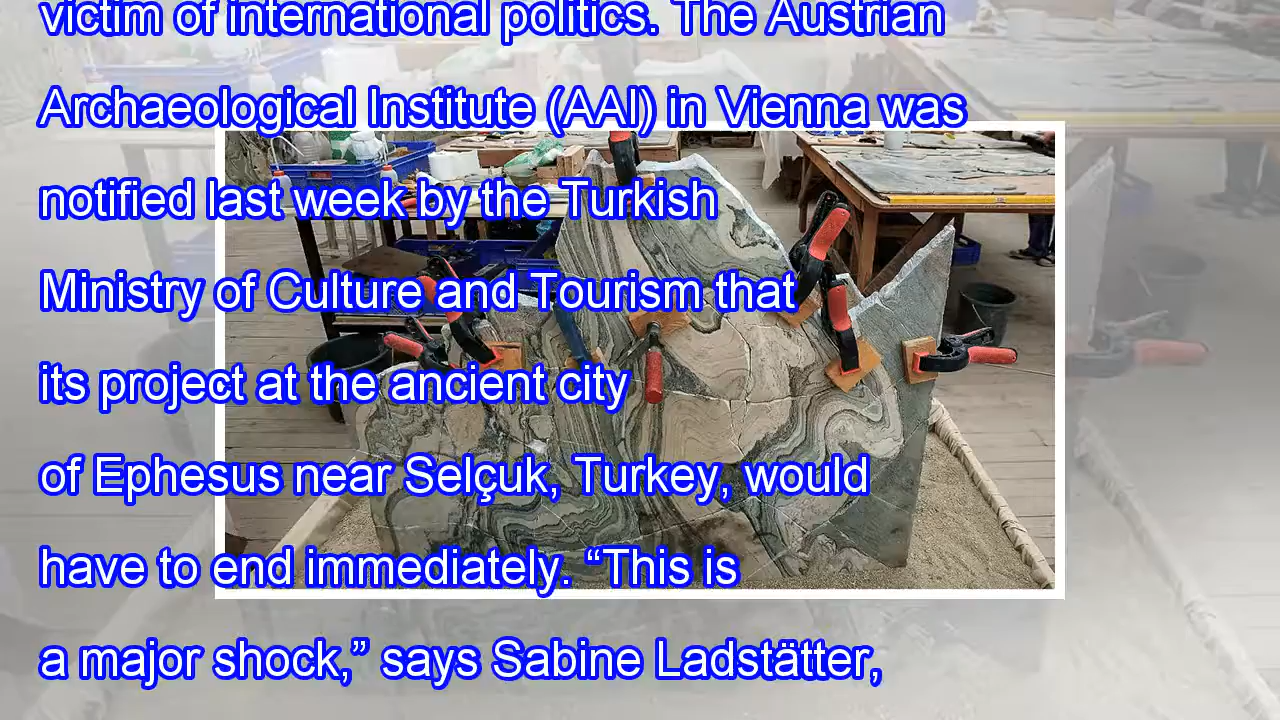 victim of international politics. The Austrian
Archaeological Institute (AAI) in Vienna was
notified last week by the Turkish
Ministry of Culture and Tourism that
its project at the ancient city
of Ephesus near Selçuk, Turkey, would
have to end immediately. “This is
a major shock,” says Sabine Ladstätter,